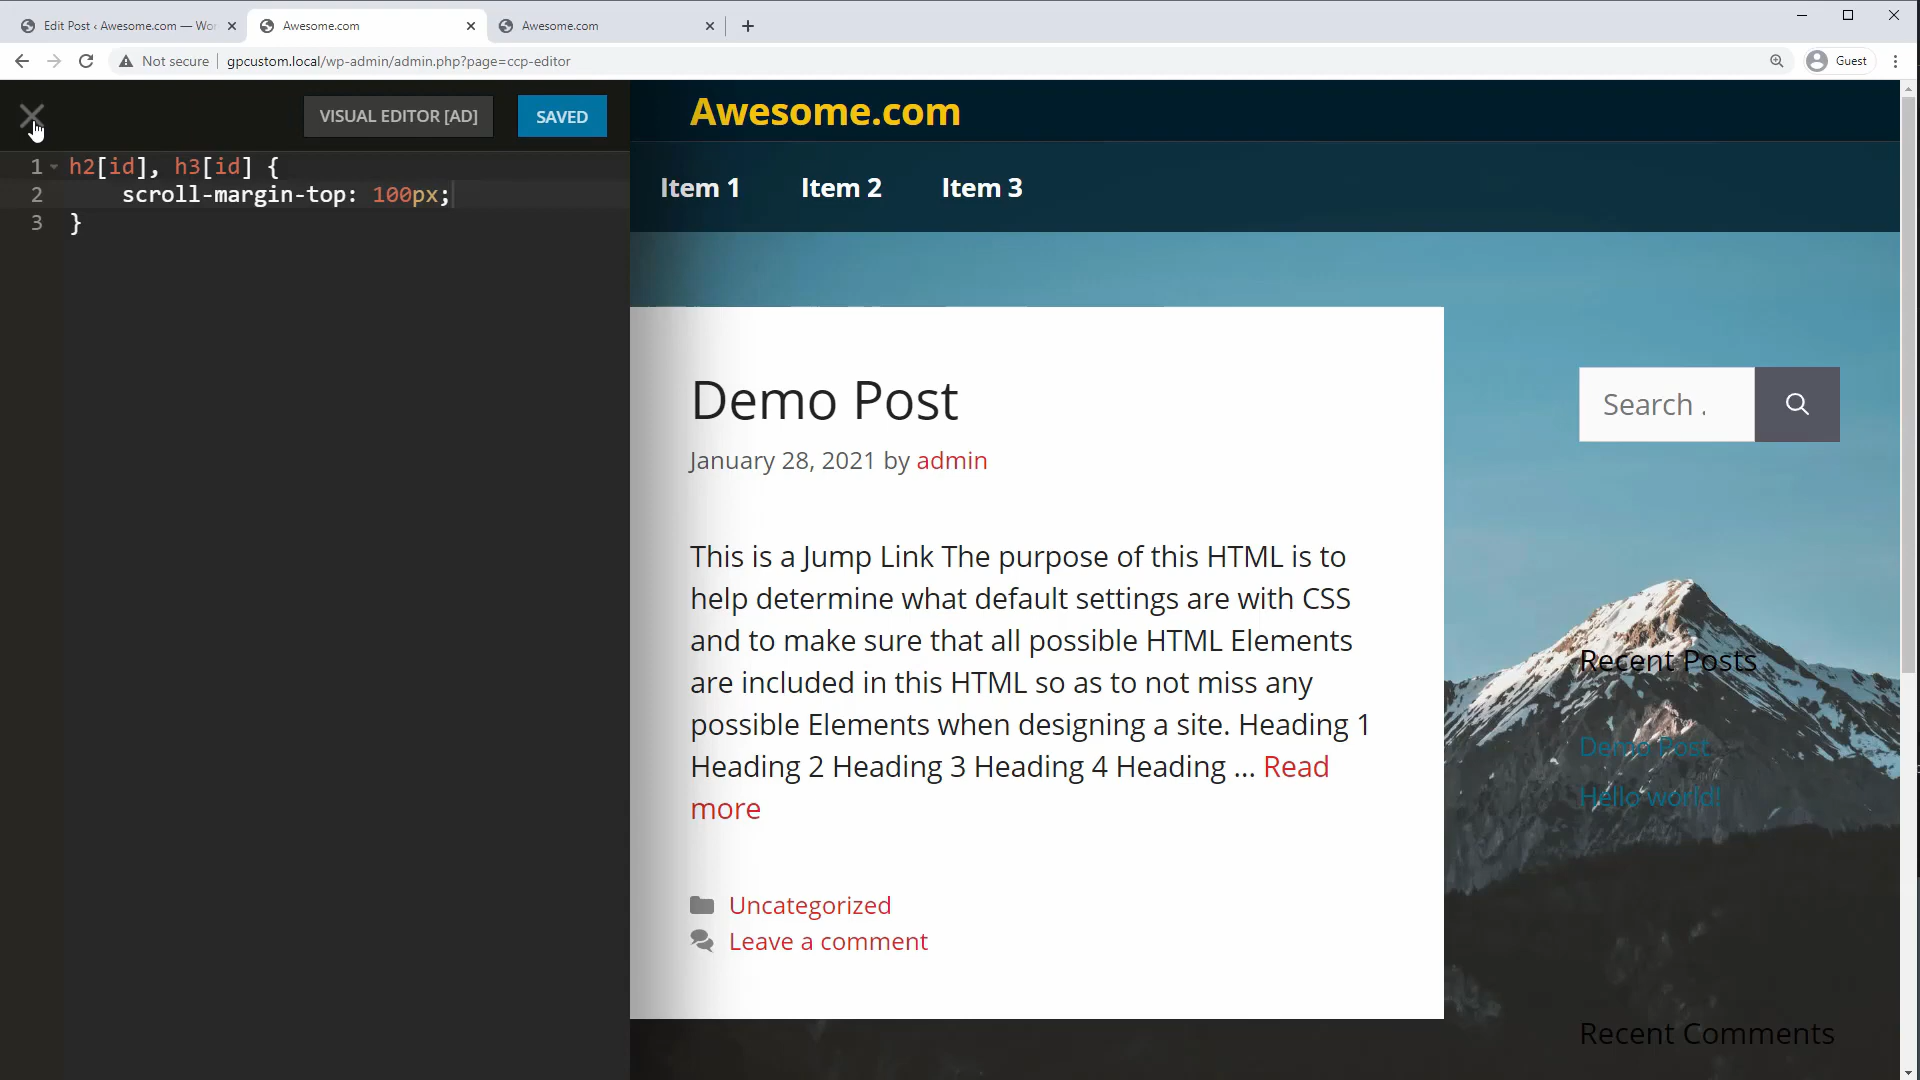 Edit Post ‹ Awesome.com — Wor
Awesome.com
Awesome.com
Not secure
gpcustom.local/wp-admin/admin.php?page=ccp-editor
Guest
VISUAL EDITOR [AD]
SAVED
1 h2[id], h3[id] {
2 scroll-margin-top: 100px;
3 }
Awesome.com
Item 1 Item 2 Item 3
Demo Post
January 28, 2021 by admin
This is a Jump Link The purpose of this HTML is to
help determine what default settings are with CSS
and to make sure that all possible HTML Elements
are included in this HTML so as to not miss any
possible Elements when designing a site. Heading 1
Heading 2 Heading 3 Heading 4 Heading ... Read
more
Uncategorized
Leave a comment
Search .
Recent Posts
Demo Post
Hello world!
Recent Comments